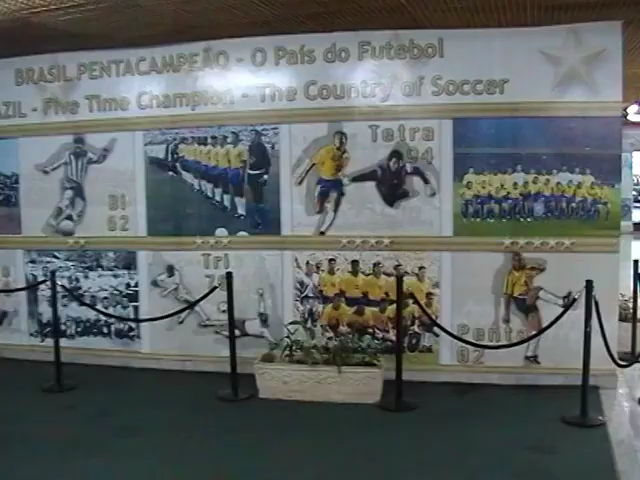 BRASIL PENTACAMPEÃO - O País do Futebol
AZIL - Five Time Champion - The Country of Soccer
Tetra
94
Bi
62
Tri
Penta
02